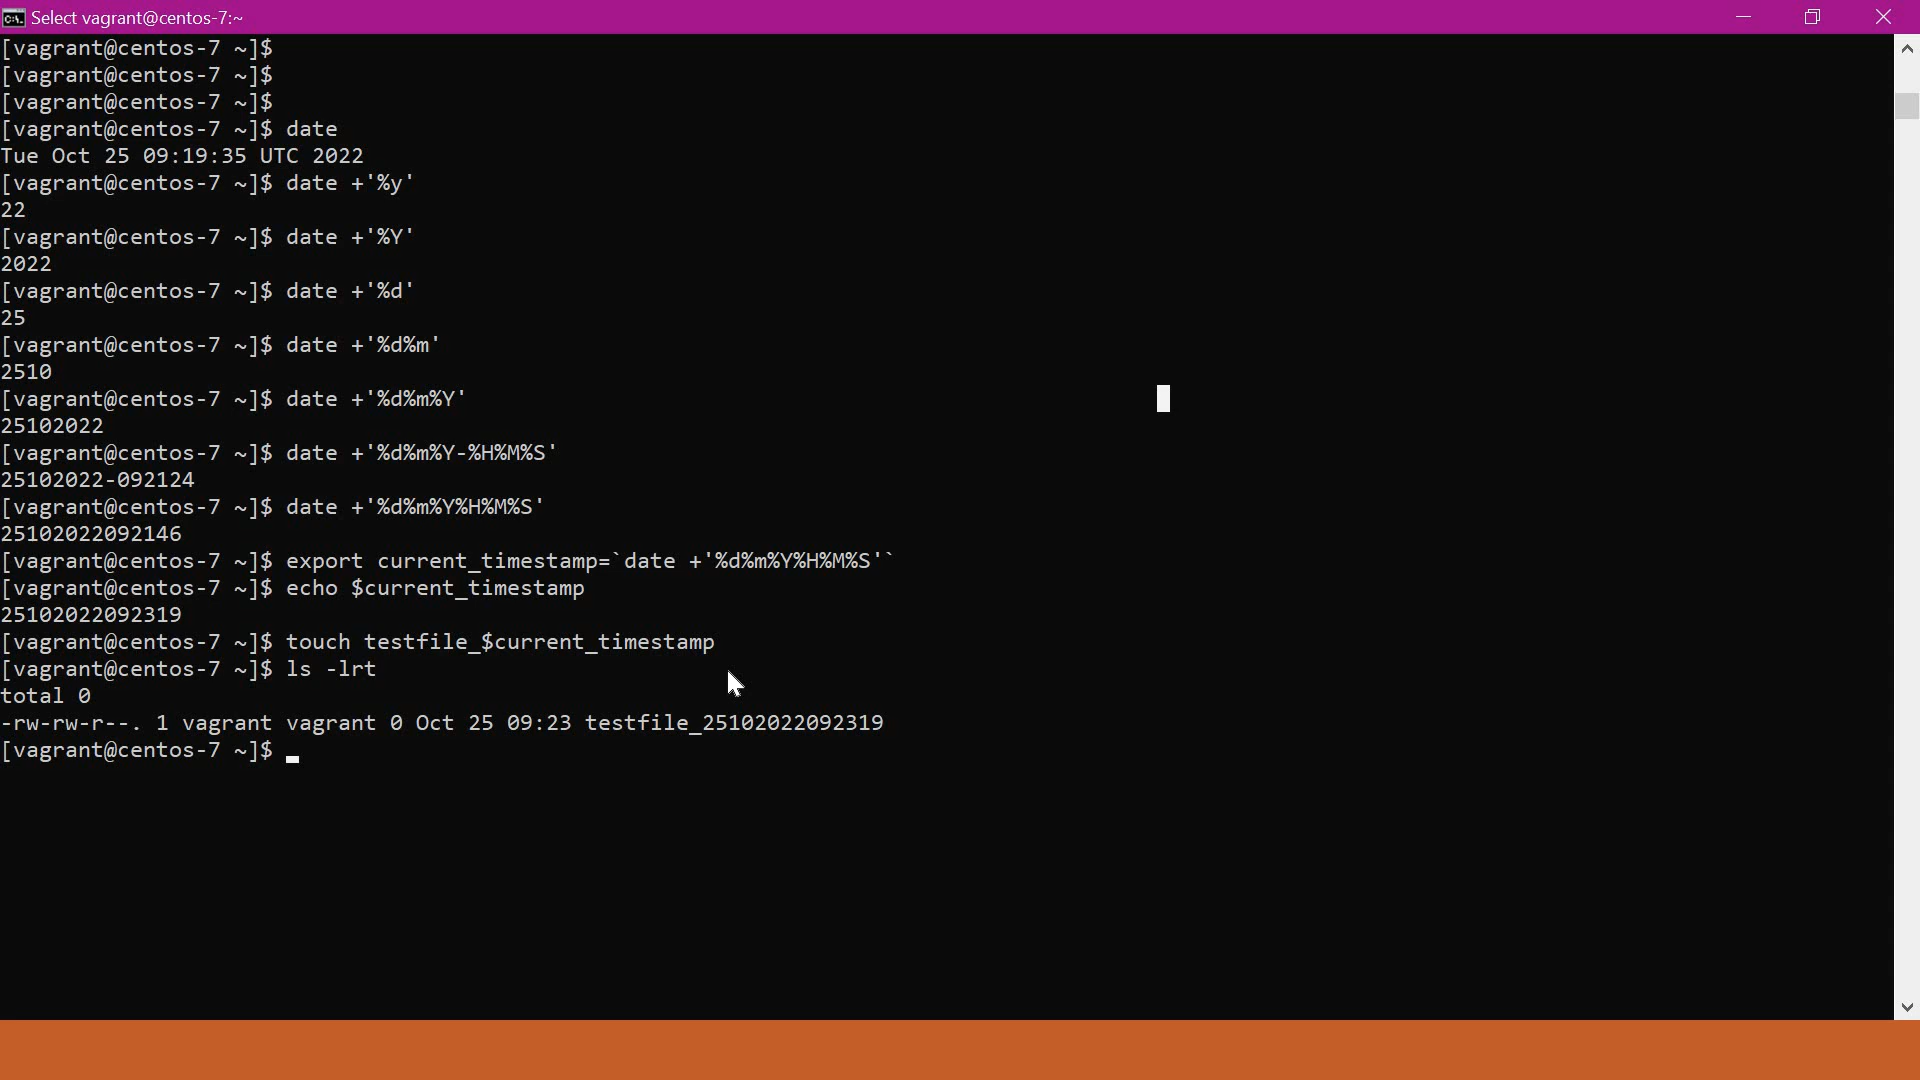 Select vagrant@centos-7:~
[vagrant@centos-7 ~]$
[vagrant@centos-7 ~]$
[vagrant@centos-7 ~]$
[vagrant@centos-7 ~]$ date
Tue Oct 25 09:19:35 UTC 2022
[vagrant@centos-7 ~]$ date +'%y'
22
[vagrant@centos-7 ~]$ date +'%Y'
2022
[vagrant@centos-7 ~]$ date +'%d'
25
[vagrant@centos-7 ~]$ date +'%d%m'
2510
[vagrant@centos-7 ~]$ date +'%d%m%Y'
25102022
[vagrant@centos-7 ~]$ date +'%d%m%Y-%H%M%S'
25102022-092124
[vagrant@centos-7 ~]$ date +'%d%m%Y%H%M%S'
25102022092146
[vagrant@centos-7 ~]$ export current_timestamp=`date +'%d%m%Y%H%M%S'`
[vagrant@centos-7 ~]$ echo $current_timestamp
25102022092319
[vagrant@centos-7 ~]$ touch testfile_$current_timestamp
[vagrant@centos-7 ~]$ ls -lrt
total 0
-rw-rw-r--. 1 vagrant vagrant 0 Oct 25 09:23 testfile_25102022092319
[vagrant@centos-7 ~]$